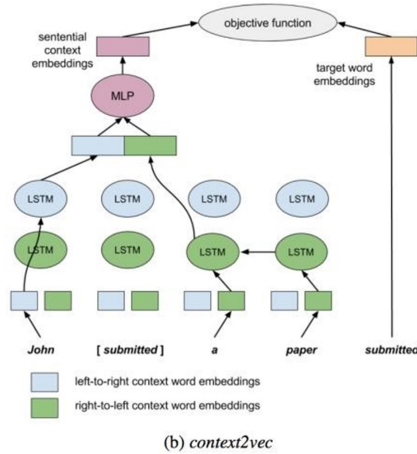 objective function
sentential
context
embeddings
target word
embeddings
MLP
LSTM LSTM LSTM LSTM
LSTM LSTM LSTM LSTM
John [ submitted ] a paper submitted
left-to-right context word embeddings
right-to-left context word embeddings
(b) context2vec